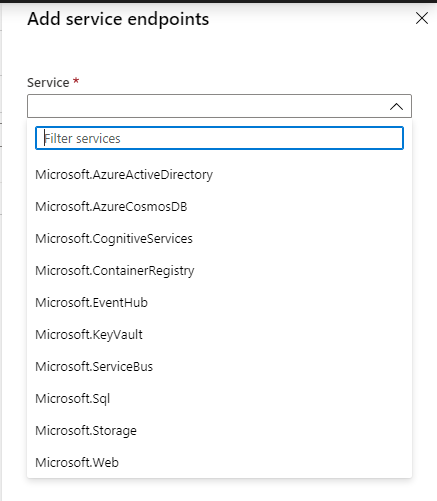 Add service endpoints
Service *
Filter services
Microsoft.AzureActiveDirectory
Microsoft.AzureCosmosDB
Microsoft.CognitiveServices
Microsoft.ContainerRegistry
Microsoft.EventHub
Microsoft.KeyVault
Microsoft.ServiceBus
Microsoft.Sql
Microsoft.Storage
Microsoft.Web